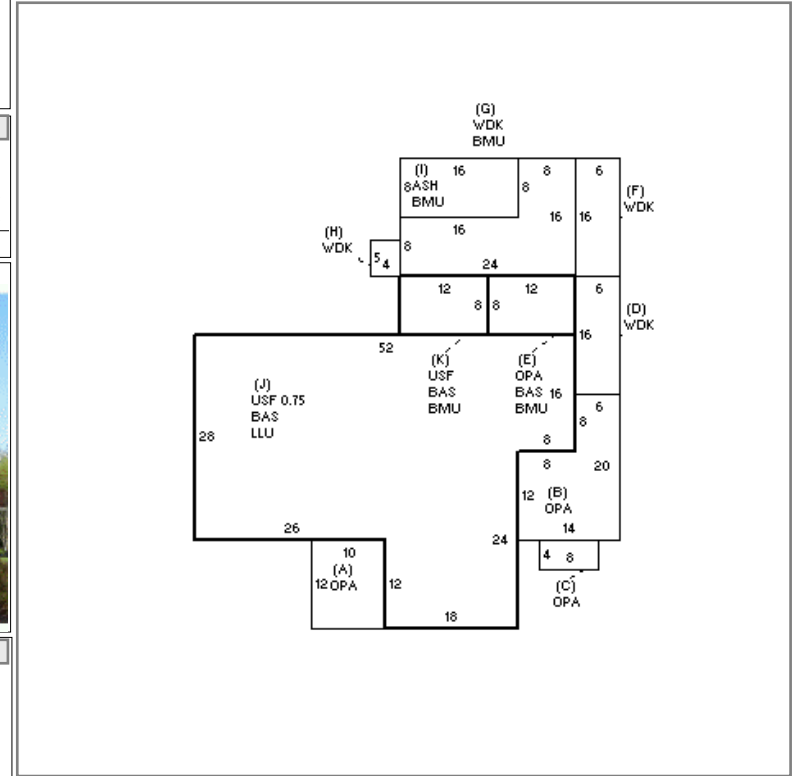 (G)
WDK
BMU
(I) 16 8 6
8 ASH 8
BMU
(F)
WDK
16 16
16
(H)
WDK
8
5 4
24
12 12 6
8 8
(D)
WDK
16
52
(K)
USF
BAS
BMU
(E)
OPA
BAS 16
BMU
6
8
8
(J)
USF 0.75
BAS
LLU
28
8
20
12 (B)
OPA
14
26
24
10
(A)
12 OPA
12
4 8
(C)
OPA
18